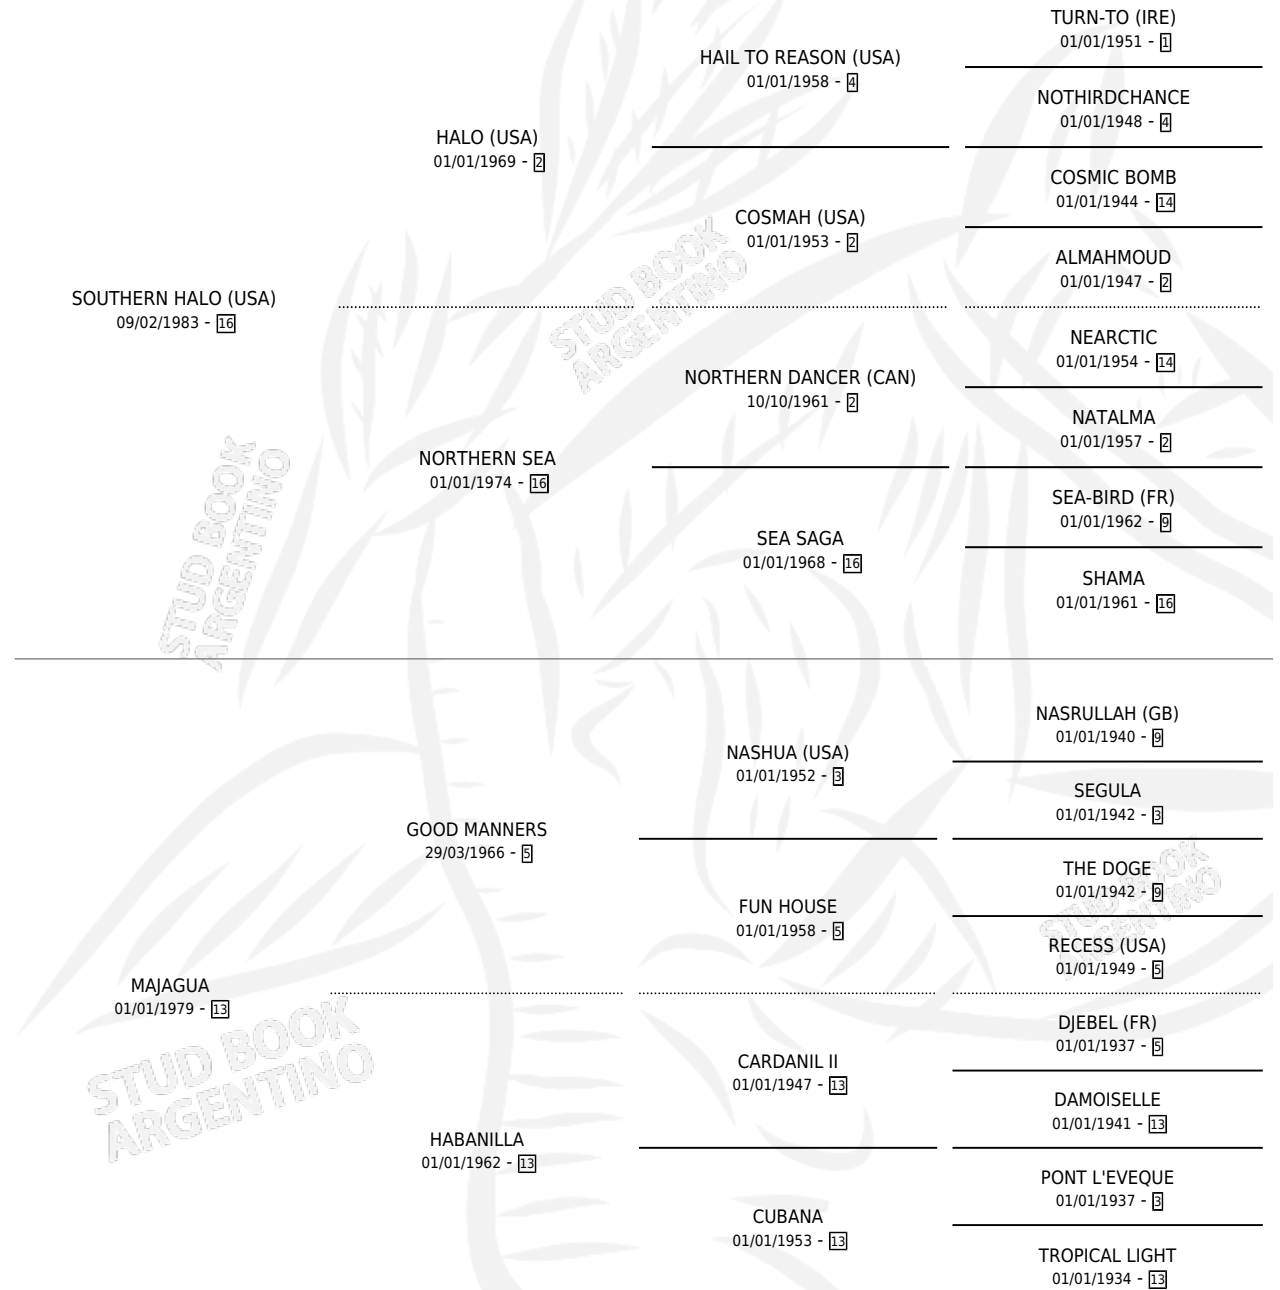 TURN-TO (IRE)
01/01/1951 - 1
HAIL TO REASON (USA)
01/01/1958 - 4
NOTHIRDCHANCE
01/01/1948 - 4
HALO (USA)
01/01/1969 - 2
COSMIC BOMB
01/01/1944 - 14
COSMAH (USA)
01/01/1953 - 2
ALMAHMOUD
01/01/1947 - 2
SOUTHERN HALO (USA)
09/02/1983 - 16
NEARCTIC
01/01/1954 - 14
NORTHERN DANCER (CAN)
10/10/1961 - 2
NATALMA
01/01/1957 - 2
NORTHERN SEA
01/01/1974 - 16
SEA-BIRD (FR)
01/01/1962 - 9
SEA SAGA
01/01/1968 - 16
SHAMA
01/01/1961 - 16
STUD BOOK
ARGENTINO
STUD BOOK
ARGENTINO
NASRULLAH (GB)
01/01/1940 - 9
NASHUA (USA)
01/01/1952 - 3
SEGULA
01/01/1942 - 3
GOOD MANNERS
29/03/1966 - 5
THE DOGE
01/01/1942 - 9
FUN HOUSE
01/01/1958 - 5
RECESS (USA)
01/01/1949 - 5
STUD BOOK
ARGENTINO
MAJAGUA
01/01/1979 - 13
DJEBEL (FR)
01/01/1937 - 5
CARDANIL II
01/01/1947 - 13
DAMOISELLE
01/01/1941 - 13
STUD BOOK
ARGENTINO
HABANILLA
01/01/1962 - 13
PONT L'EVEQUE
01/01/1937 - 3
CUBANA
01/01/1953 - 13
TROPICAL LIGHT
01/01/1934 - 13